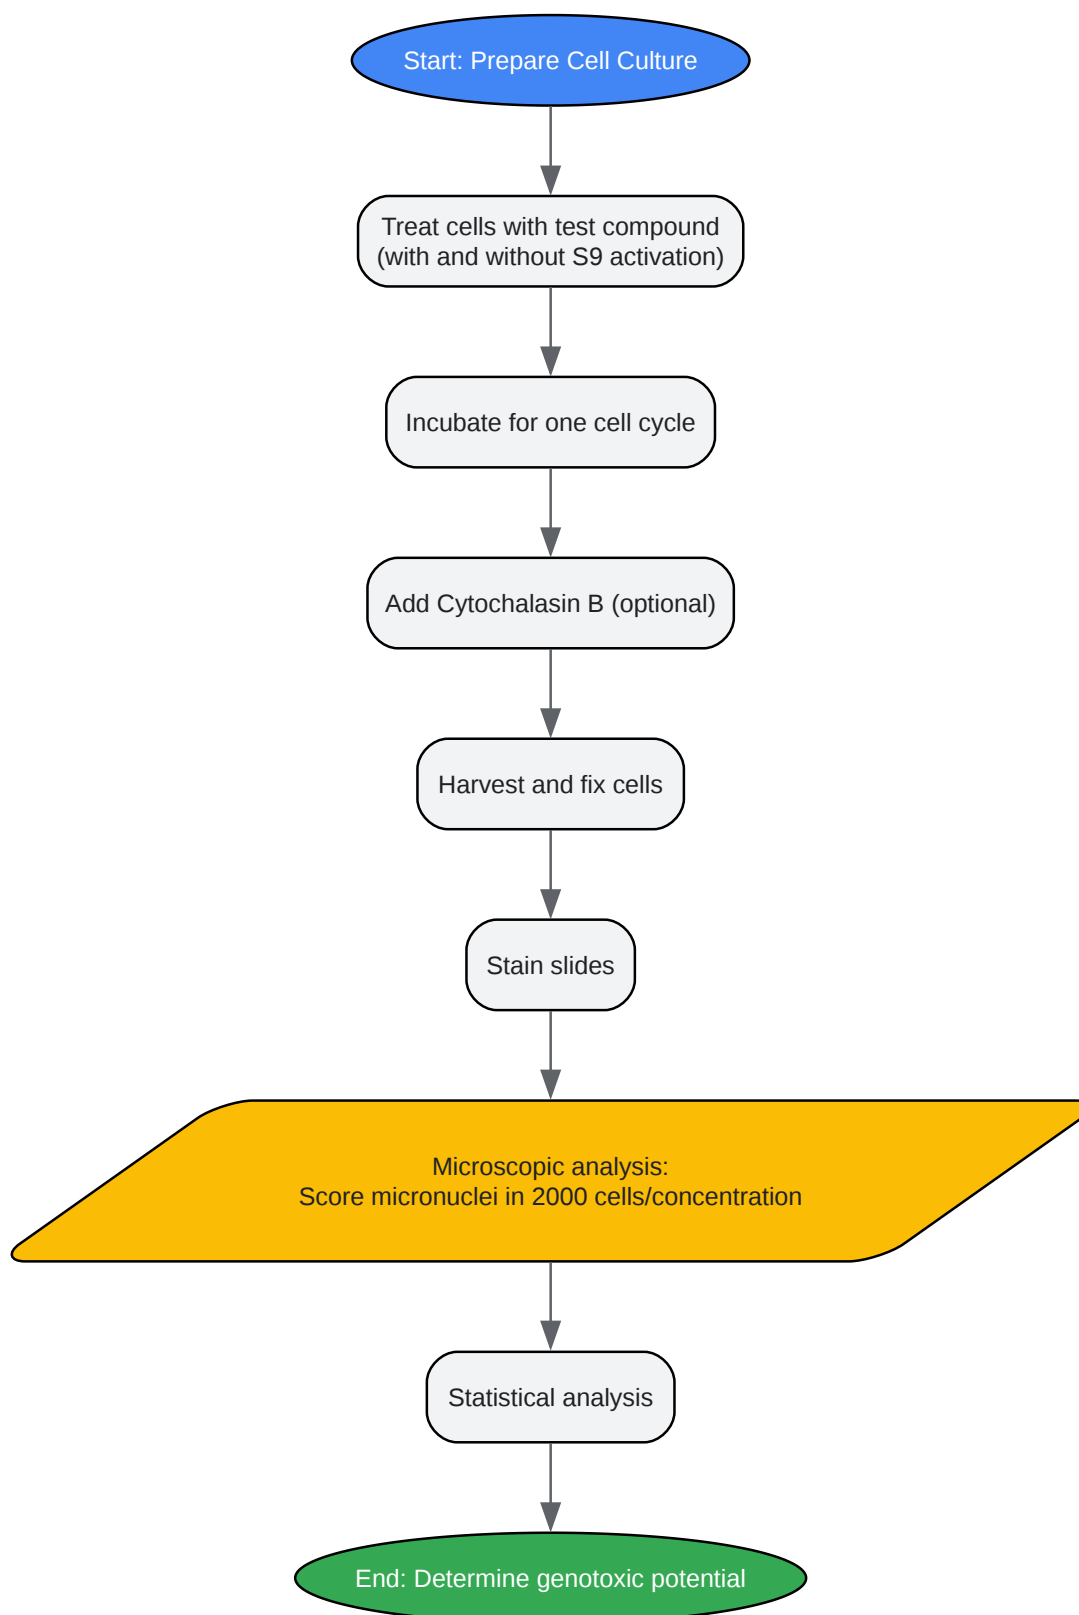 Start: Prepare Cell Culture
Treat cells with test compound
(with and without S9 activation)
Incubate for one cell cycle
Add Cytochalasin B (optional)
Harvest and fix cells
Stain slides
Microscopic analysis:
Score micronuclei in 2000 cells/concentration
Statistical analysis
End: Determine genotoxic potential